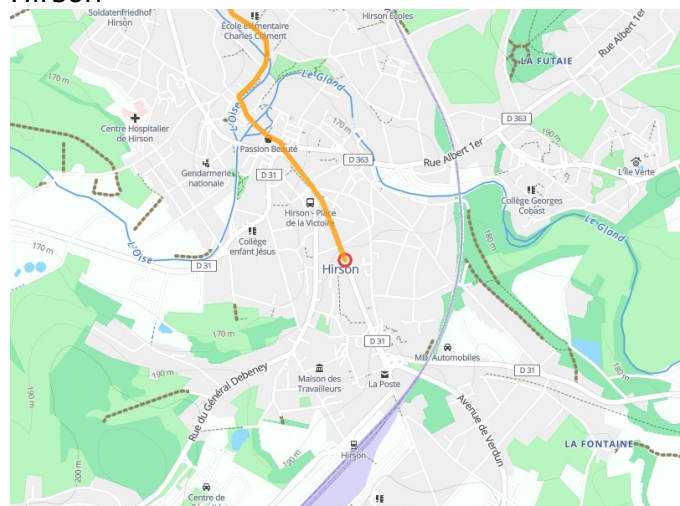 Hirson
Soldatenfriedhof
Hirson
École élémentaire
Charles Clément
Hirson Écoles
Rue Albert 1er
LA FUTAIE
170 m
Le Gland
L'Oise
Centre Hospitalier
de Hirson
170 m
D 363
190 m
Passion Beauté
D 363
Rue Albert 1er
Gendarmerie
nationale
D 31
L'Île Verte
Hirson - Place
de la Victoire
Collège Georges
Cobast
Le Gland
Collège
enfant Jésus
180 m
170 m
L'Oise
D 31
Hirson
170 m
D 31
MIL Automobiles
190 m
Maison des
Travailleurs
La Poste
D 31
180 m
190 m
Rue du Général Debeney
Avenue de Verdun
Hirson
LA FONTAINE
190 m
200 m
Centre de